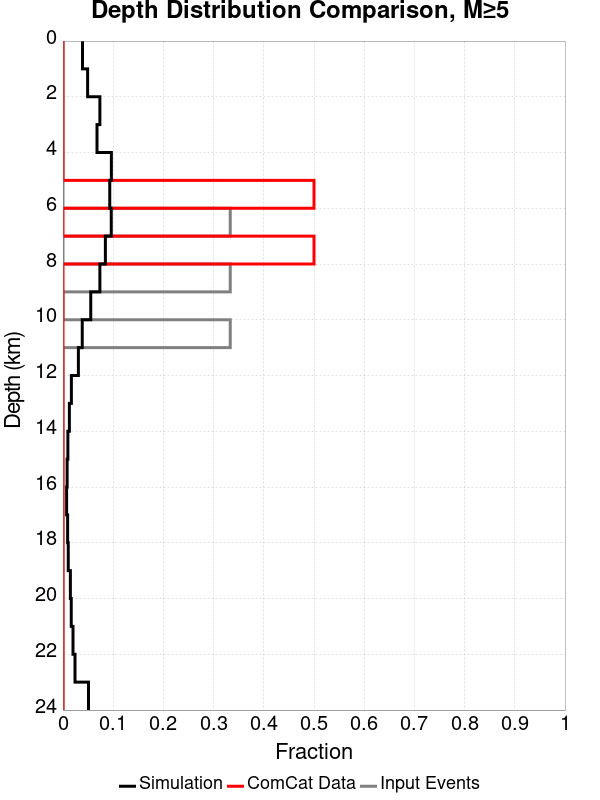 Depth Distribution Comparison, M≥5
0
2
4
6
8
10
12
14
16
18
20
22
24
Depth (km)
0 0.1 0.2 0.3 0.4 0.5 0.6 0.7 0.8 0.9 1
Fraction
Simulation ComCat Data Input Events